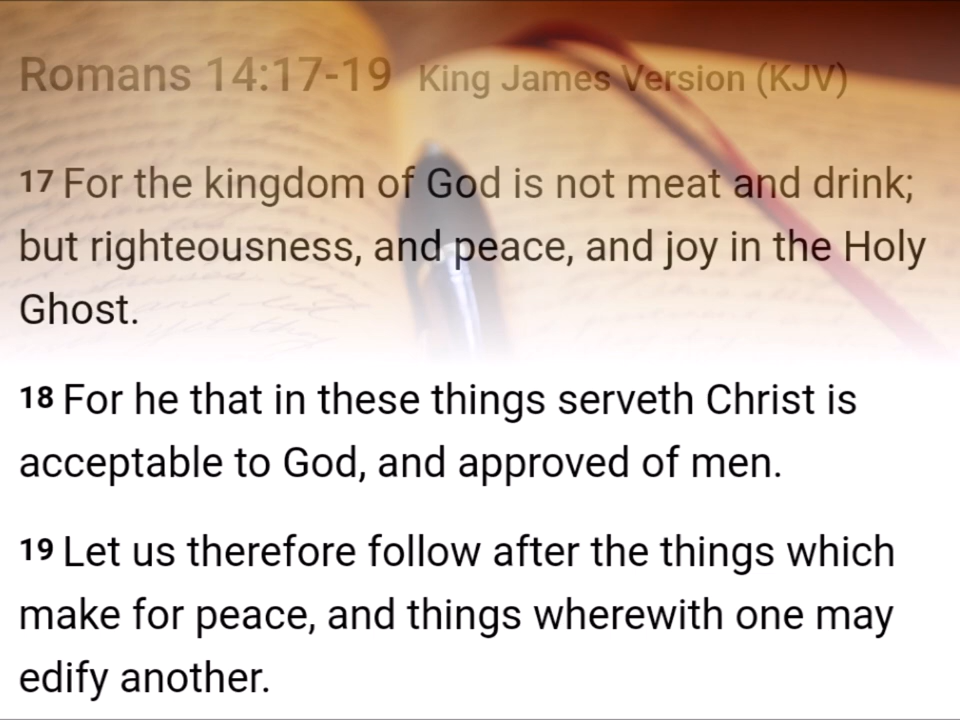 Romans 14:17-19 King James Version (KJV)
17 For the kingdom of God is not meat and drink;
but righteousness, and peace, and joy in the Holy
Ghost.
18 For he that in these things serveth Christ is
acceptable to God, and approved of men.
19 Let us therefore follow after the things which
make for peace, and things wherewith one may
edify another.